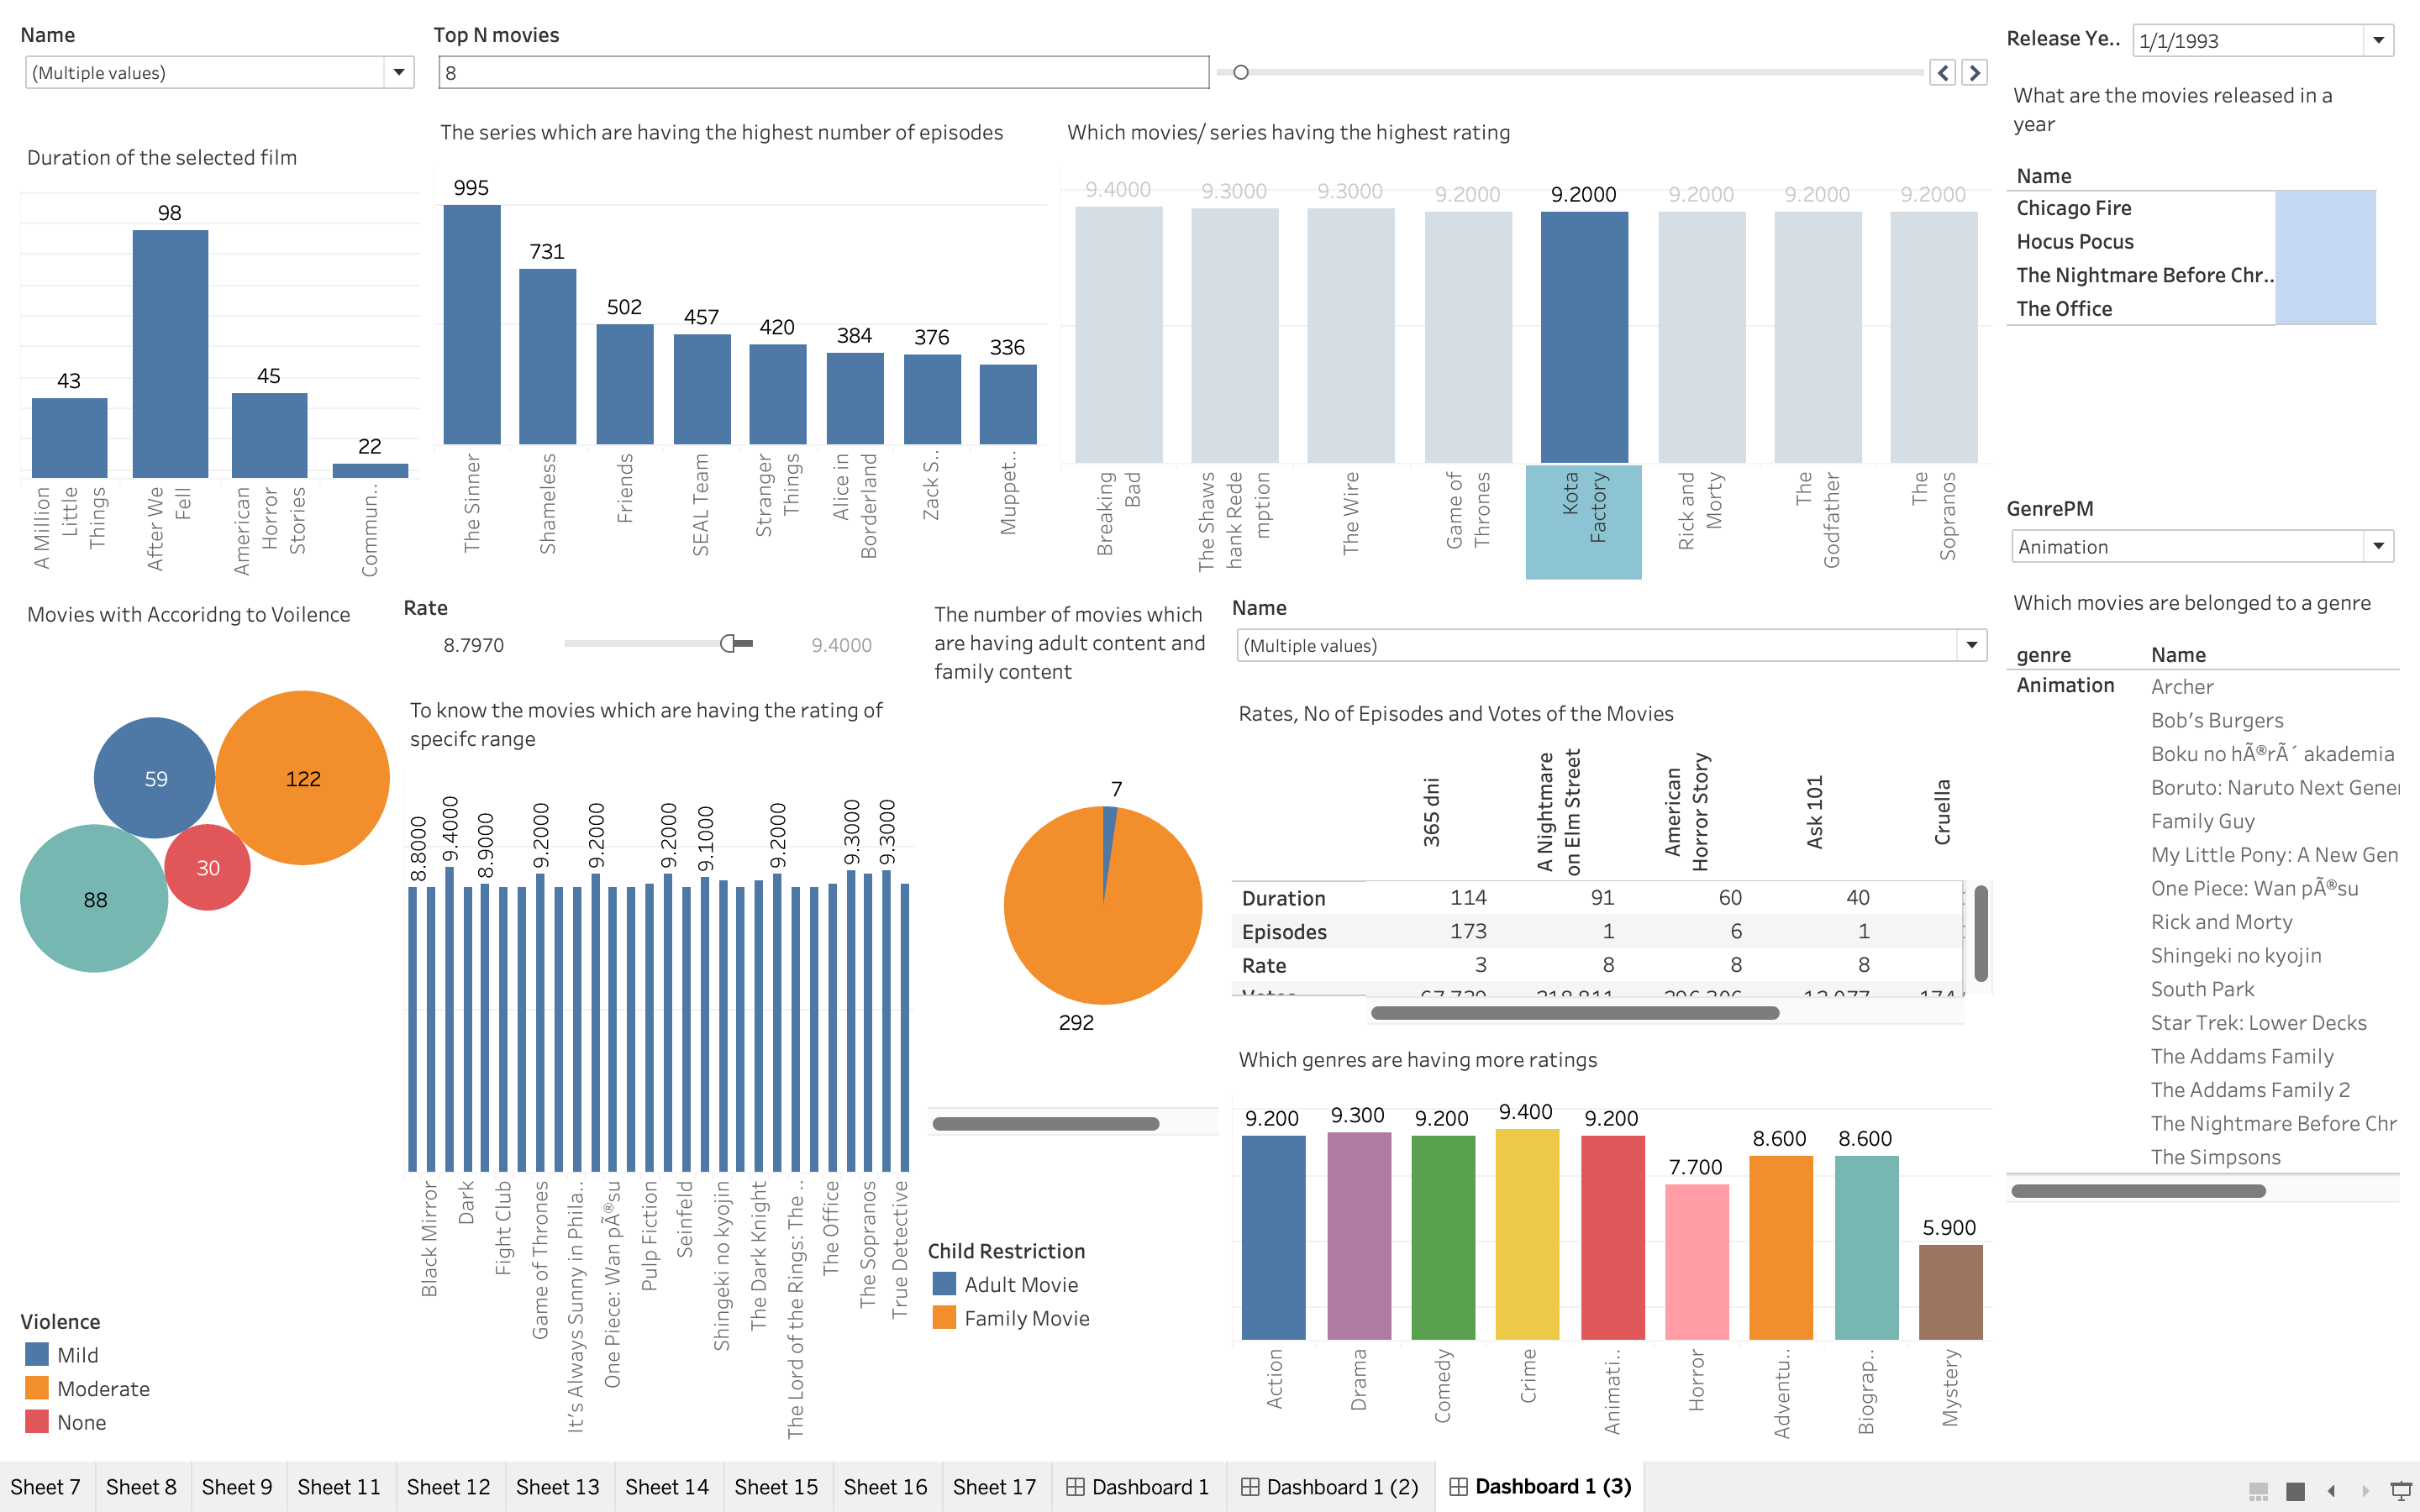 Name
(Multiple values)
Top N movies
8
Release Ye..
1/1/1993
Duration of the selected film
98
43
45
22
A Million
Little
Things
After We
Fell
American
Horror
Stories
Commun..
The series which are having the highest number of episodes
995
731
502
457
420
384
376
336
The Sinner
Shameless
Friends
SEAL Team
Stranger
Things
Alice in
Borderland
Zack S..
Muppet..
Which movies/ series having the highest rating
9.4000
9.3000
9.3000
9.2000
9.2000
9.2000
9.2000
9.2000
Breaking
Bad
The Shaws
hank Rede
mption
The Wire
Game of
Thrones
Kota
Factory
Rick and
Morty
The
Godfather
The
Sopranos
What are the movies released in a
year
Name
Chicago Fire
Hocus Pocus
The Nightmare Before Chr..
The Office
GenrePM
Animation
Which movies are belonged to a genre
genre Name
Animation Archer
Bob's Burgers
Boku no hÃ®rÃ´ akademia
Boruto: Naruto Next Gener
Family Guy
My Little Pony: A New Gen
One Piece: Wan pÃ®su
Rick and Morty
Shingeki no kyojin
South Park
Star Trek: Lower Decks
The Addams Family
The Addams Family 2
The Nightmare Before Chr
The Simpsons
Movies with Accoridng to Voilence
59
122
30
88
Violence
Mild
Moderate
None
Rate
8.7970
9.4000
To know the movies which are having the rating of
specifc range
8.8000
9.4000
8.9000
9.2000
9.2000
9.2000
9.1000
9.2000
9.3000
9.3000
Black Mirror
Dark
Fight Club
Game of Thrones
It's Always Sunny in Phila..
One Piece: Wan pÃ®su
Pulp Fiction
Seinfeld
Shingeki no kyojin
The Dark Knight
The Lord of the Rings: The ..
The Office
The Sopranos
True Detective
The number of movies which
are having adult content and
family content
7
292
Child Restriction
Adult Movie
Family Movie
Name
(Multiple values)
Rates, No of Episodes and Votes of the Movies
365 dni
A Nightmare
on Elm Street
American
Horror Story
Ask 101
Cruella
Duration 114 91 60 40
Episodes 173 1 6 1
Rate 3 8 8 8
Which genres are having more ratings
9.200
9.300
9.200
9.400
9.200
7.700
8.600
8.600
5.900
Action
Drama
Comedy
Crime
Animati..
Horror
Adventu..
Biograp..
Mystery
Sheet 7 Sheet 8 Sheet 9 Sheet 11 Sheet 12 Sheet 13 Sheet 14 Sheet 15 Sheet 16 Sheet 17 Dashboard 1 Dashboard 1 (2) Dashboard 1 (3)